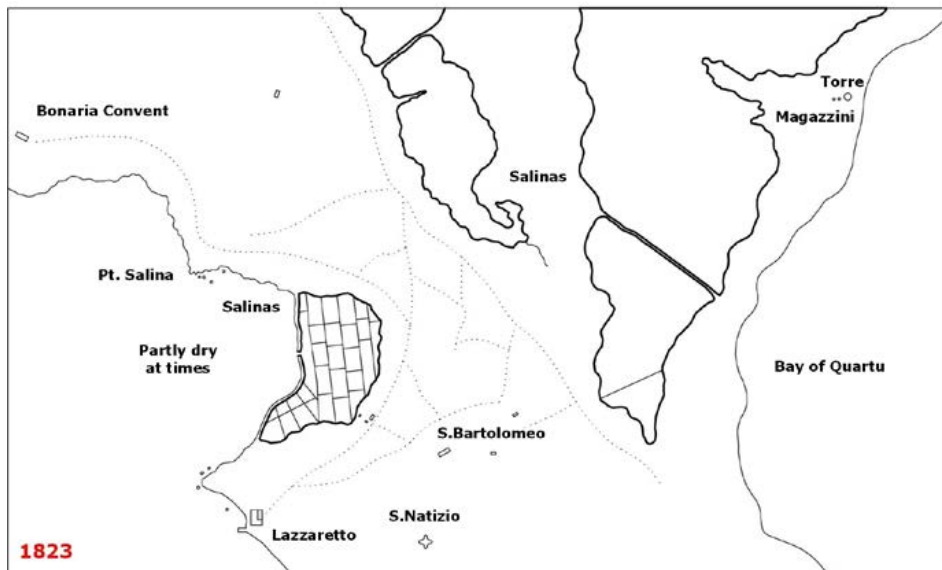 Torre
Bonaria Convent
Magazzini
Salinas
Pt. Salina
Salinas
Partly dry
at times
Bay of Quartu
S.Bartolomeo
S.Natizio
Lazzaretto
1823